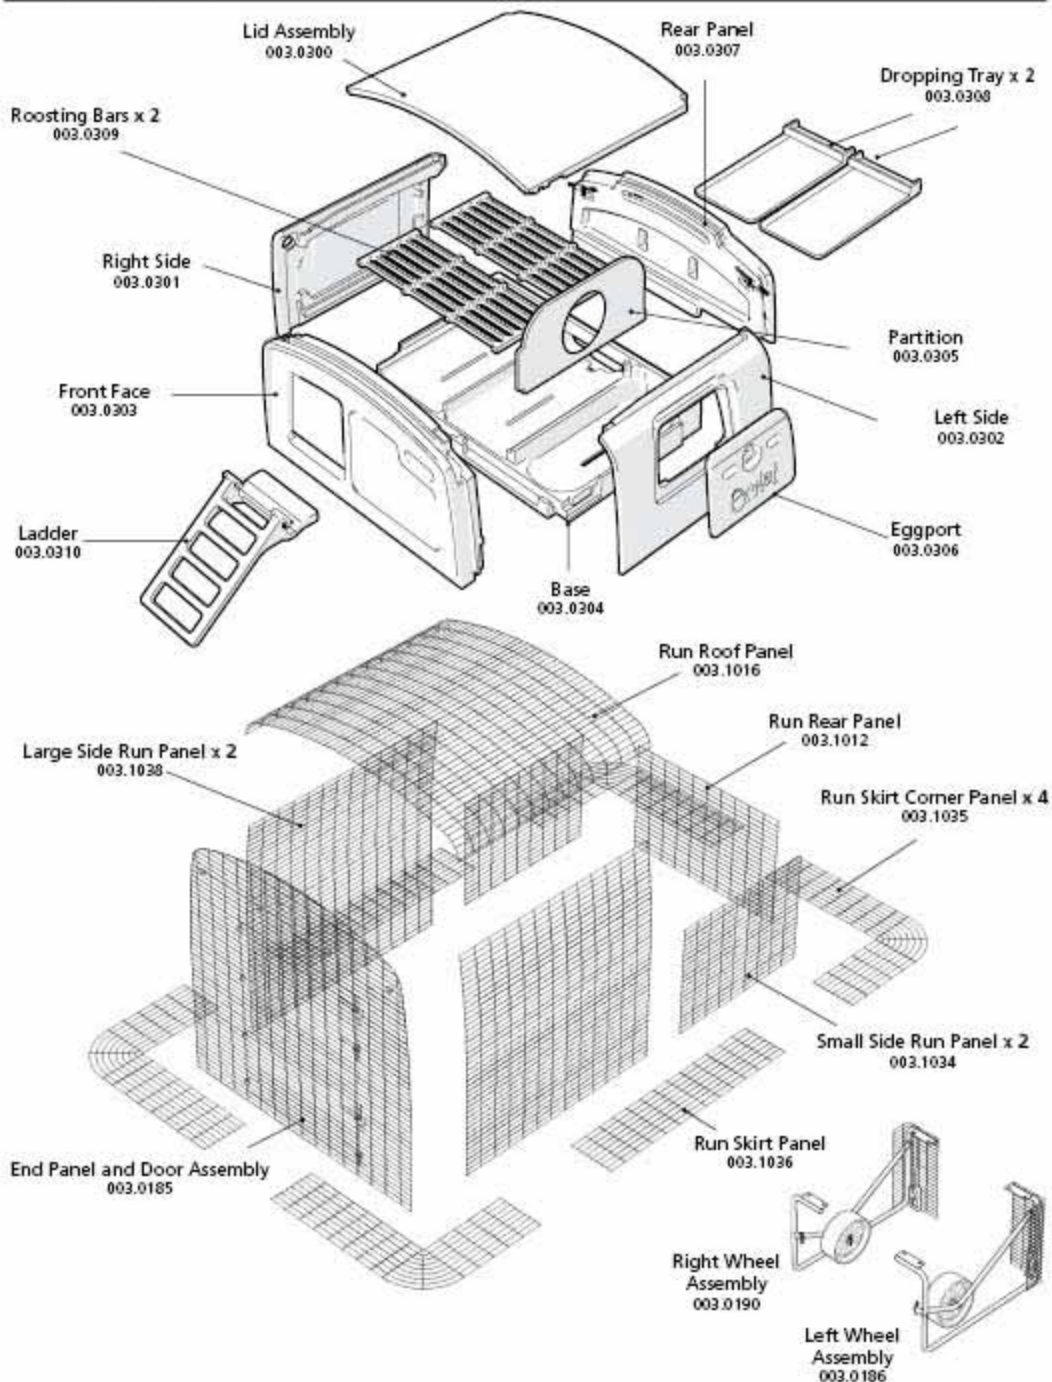 Lid Assembly
003.0300
Rear Panel
003.0307
Dropping Tray x 2
003.0308
Roosting Bars x 2
003.0309
Right Side
003.0301
Partition
003.0305
Front Face
003.0303
Left Side
003.0302
Ladder
003.0310
Eggport
003.0306
Base
003.0304
Run Roof Panel
003.1016
Run Rear Panel
003.1012
Large Side Run Panel x 2
003.1038
Run Skirt Corner Panel x 4
003.1035
Small Side Run Panel x 2
003.1034
Run Skirt Panel
003.1036
End Panel and Door Assembly
003.0185
Right Wheel
Assembly
003.0190
Left Wheel
Assembly
003.0186